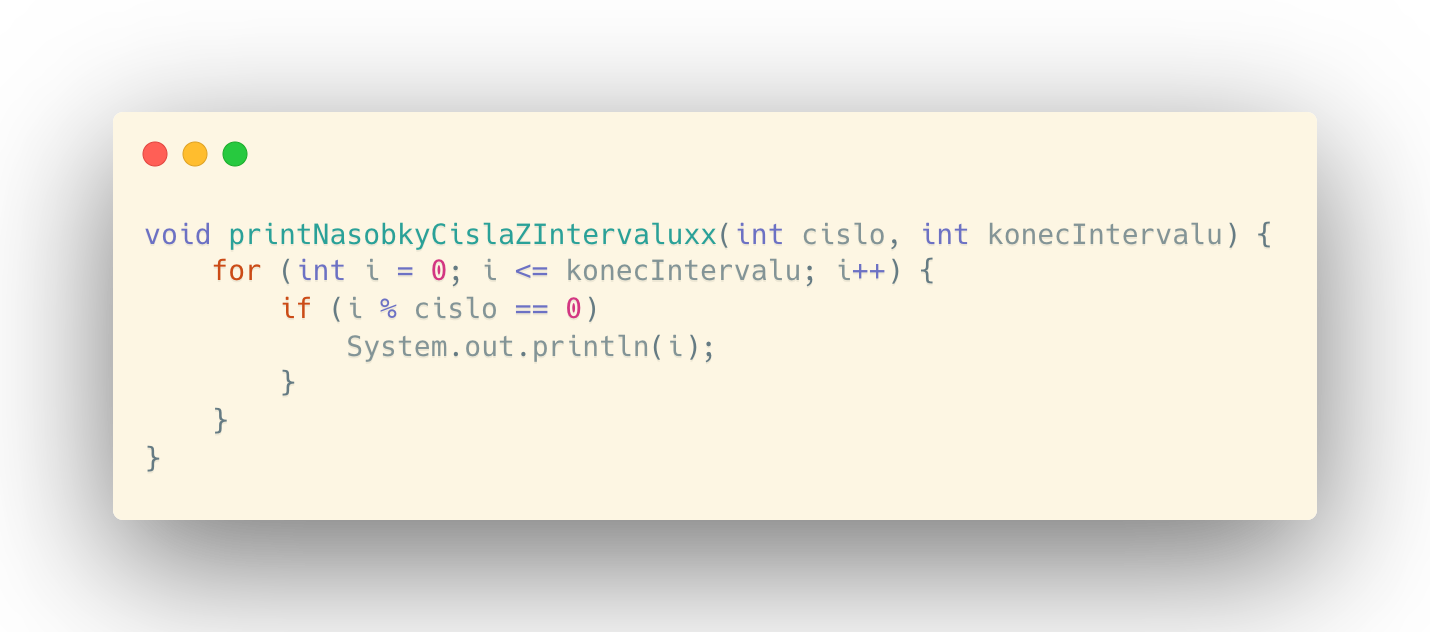 void printNasobkyCislaZIntervaluxx(int cislo, int konecIntervalu) {
    for (int i = 0; i <= konecIntervalu; i++) {
        if (i % cislo == 0)
            System.out.println(i);
        }
    }
}